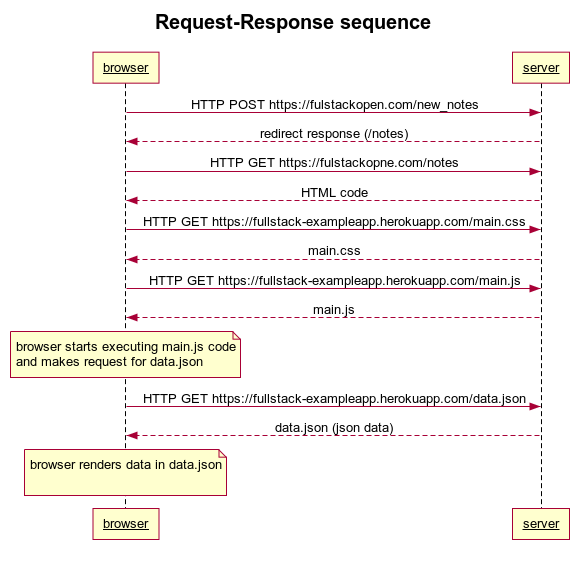 Request-Response sequence
browser
server
HTTP POST https://fulstackopen.com/new_notes
redirect response (/notes)
HTTP GET https://fulstackopne.com/notes
HTML code
HTTP GET https://fullstack-exampleapp.herokuapp.com/main.css
main.css
HTTP GET https://fullstack-exampleapp.herokuapp.com/main.js
main.js
browser starts executing main.js code
and makes request for data.json
HTTP GET https://fullstack-exampleapp.herokuapp.com/data.json
data.json (json data)
browser renders data in data.json
browser
server